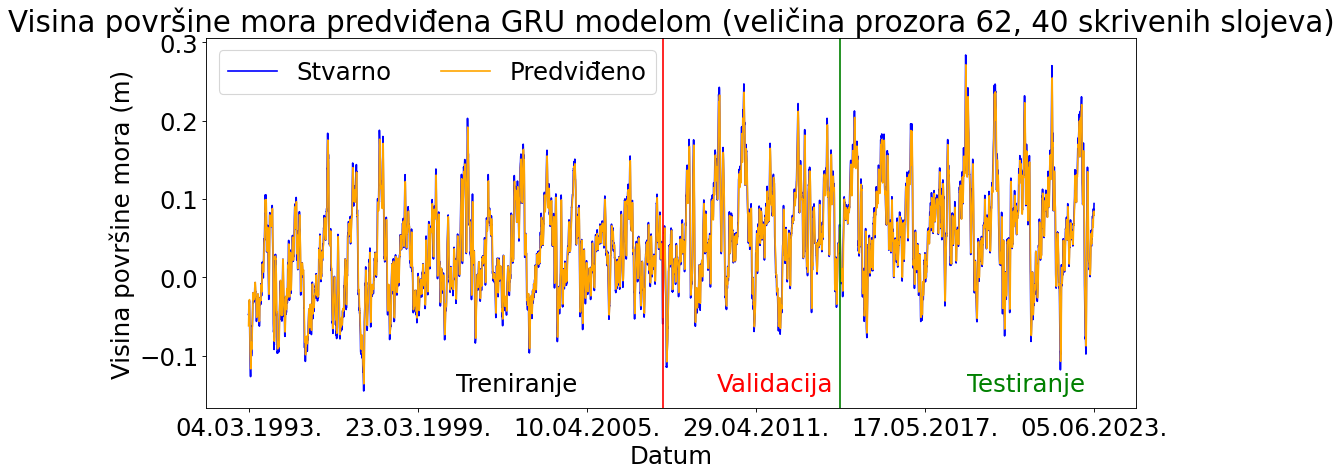 Visina površine mora predviđena GRU modelom (veličina prozora 62, 40 skrivenih slojeva)
Stvarno
Predviđeno
Visina površine mora (m)
0.3
0.2
0.1
0.0
−0.1
Treniranje
Validacija
Testiranje
04.03.1993.
23.03.1999.
10.04.2005.
29.04.2011.
17.05.2017.
05.06.2023.
Datum